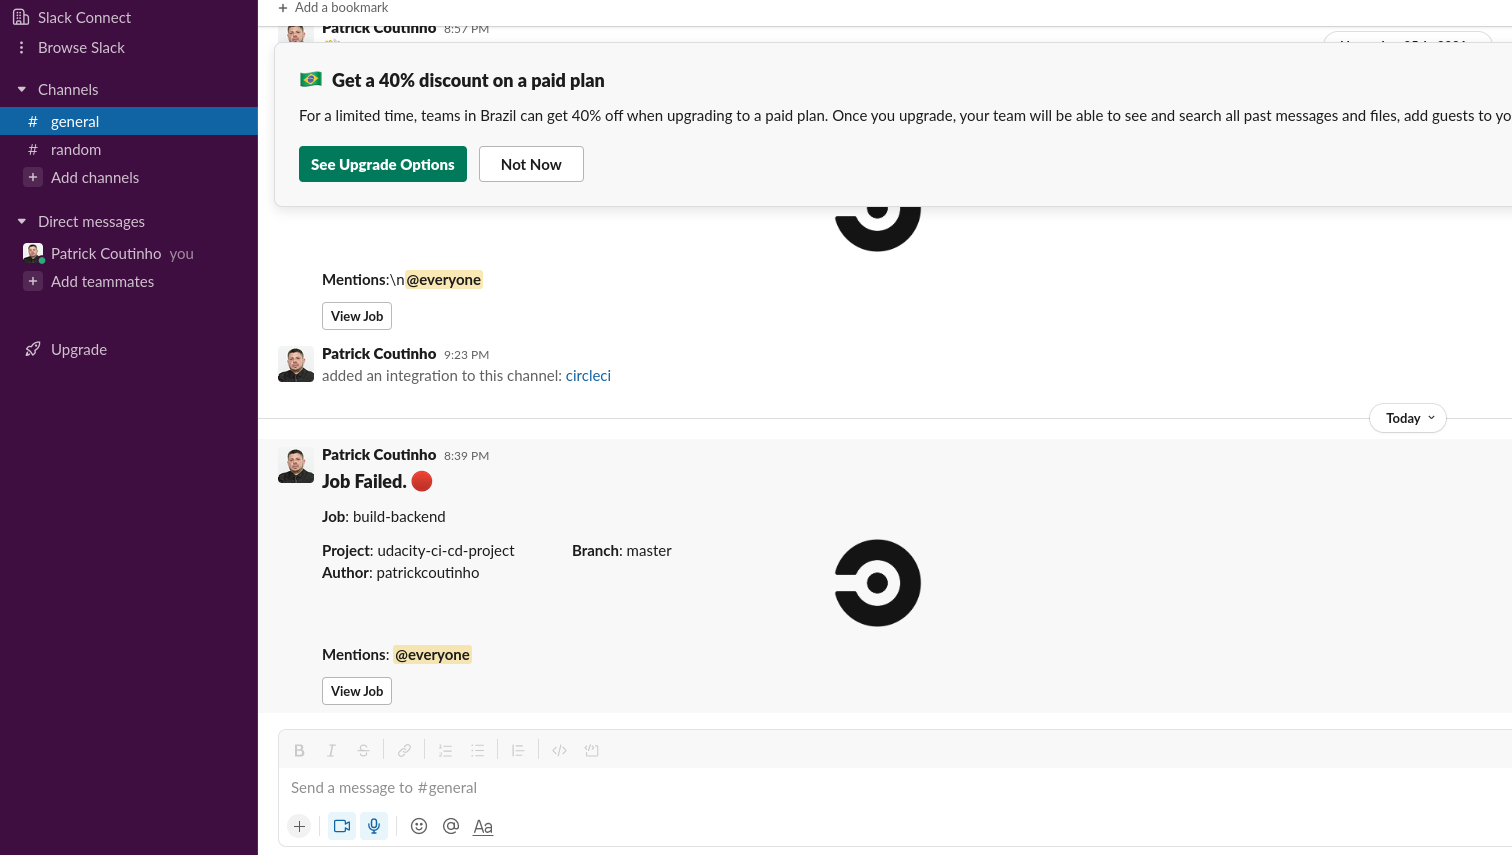 Slack Connect
Browse Slack
Channels
# general
# random
+ Add channels
Direct messages
Patrick Coutinho you
+ Add teammates
Upgrade
+ Add a bookmark
Patrick Coutinho 8:57 PM
Get a 40% discount on a paid plan
For a limited time, teams in Brazil can get 40% off when upgrading to a paid plan. Once you upgrade, your team will be able to see and search all past messages and files, add guests to yo
See Upgrade Options
Not Now
Mentions:\n@everyone
View Job
Patrick Coutinho 9:23 PM
added an integration to this channel: circleci
Today
Patrick Coutinho 8:39 PM
Job Failed.
Job: build-backend
Project: udacity-ci-cd-project Branch: master
Author: patrickcoutinho
Mentions: @everyone
View Job
B I S
Send a message to #general
+ @ Aa